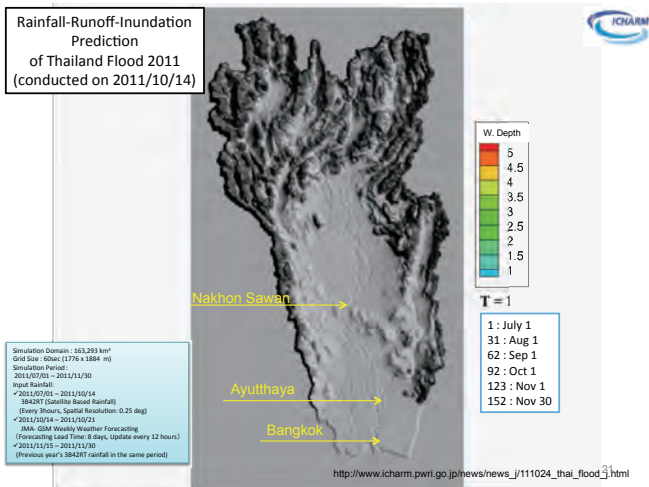 Rainfall-Runoff-Inundation
Prediction
of Thailand Flood 2011
(conducted on 2011/10/14)
ICHARM
W. Depth
5
4.5
4
3.5
3
2.5
2
1.5
1
T = 1
Nakhon Sawan
1 : July 1
31 : Aug 1
62 : Sep 1
92 : Oct 1
123 : Nov 1
152 : Nov 30
Simulation Domain : 163,293 km²
Grid Size : 60sec (1776 x 1884 m)
Simulation Period :
2011/07/01 – 2011/11/30
Input Rainfall:
✓2011/07/01 – 2011/10/14
3B42RT (Satellite Based Rainfall)
(Every 3hours, Spatial Resolution: 0.25 deg)
✓2011/10/14 – 2011/10/21
JMA- GSM Weekly Weather Forecasting
(Forecasting Lead Time: 8 days, Update every 12 hours)
✓2011/11/15 – 2011/11/30
(Previous year's 3B42RT rainfall in the same period)
Ayutthaya
Bangkok
http://www.icharm.pwri.go.jp/news/news_j/111024_thai_flood_j.html
21